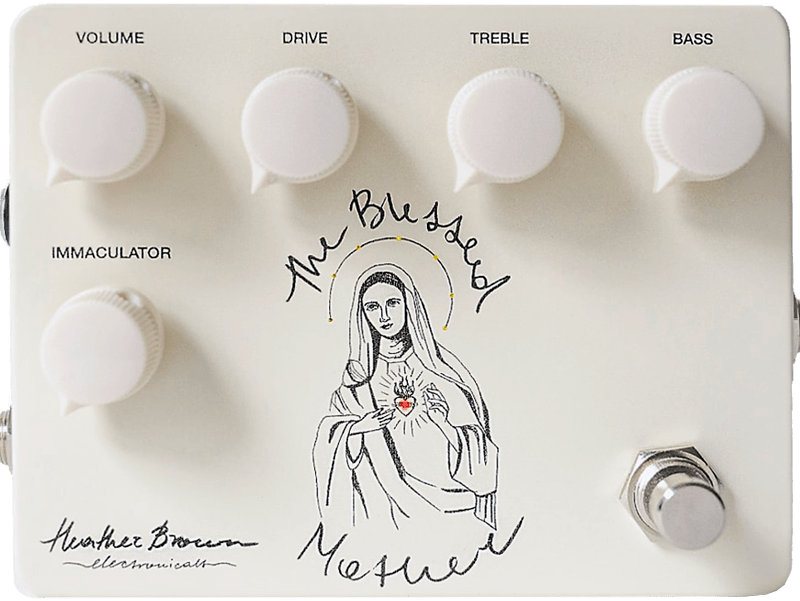 VOLUME DRIVE TREBLE BASS
The Blessed
IMMACULATOR
Mother
Heather Brown
electronicals